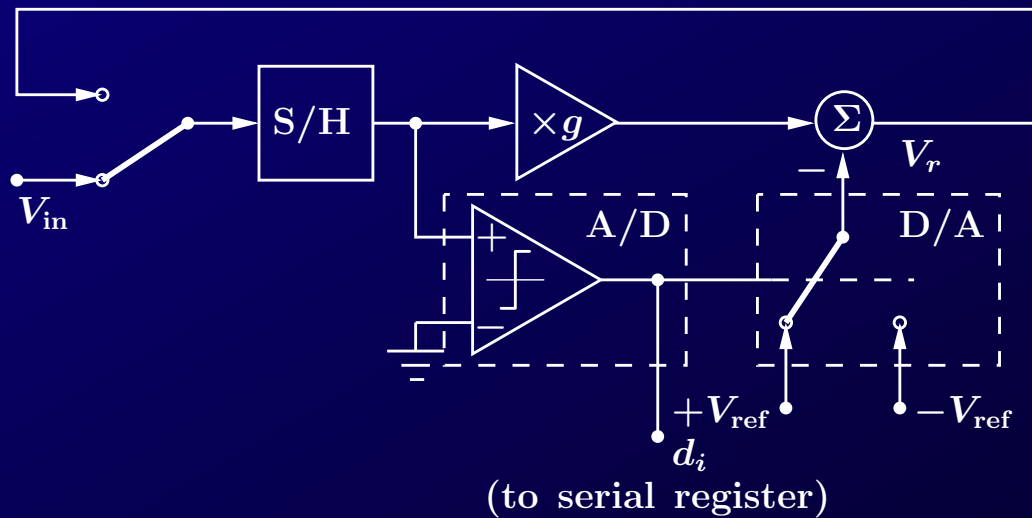 S/H
×g
Σ
V_r
−
V_in
A/D
D/A
+
−
+V_ref
−V_ref
d_i
(to serial register)